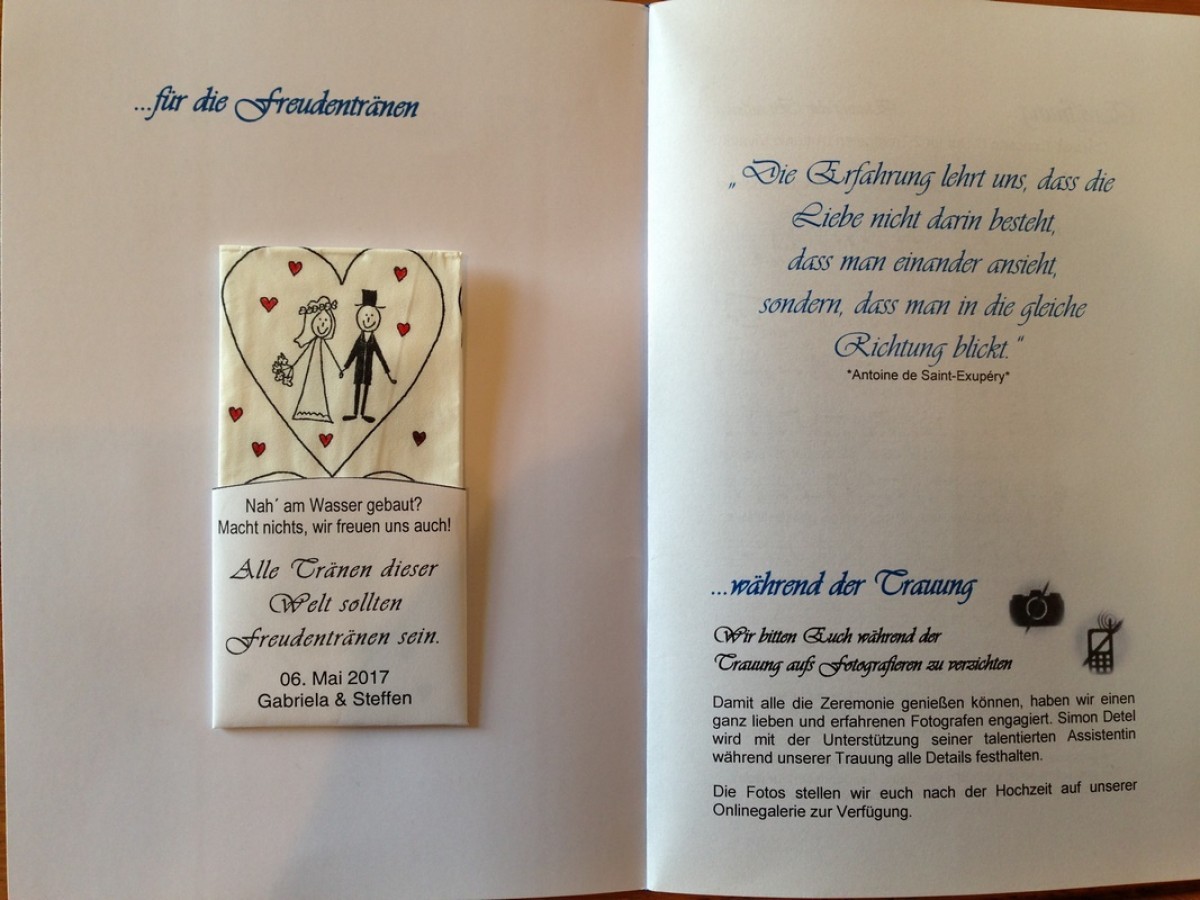 ...für die Freudentränen
Nah´ am Wasser gebaut?
Macht nichts, wir freuen uns auch!
Alle Tränen dieser
Welt sollten
Freudentränen sein.
06. Mai 2017
Gabriela & Steffen
„Die Erfahrung lehrt uns, dass die
Liebe nicht darin besteht,
dass man einander ansieht,
sondern, dass man in die gleiche
Richtung blickt.“
*Antoine de Saint-Exupéry*
...während der Trauung
Wir bitten Euch während der
Trauung aufs Fotografieren zu verzichten
Damit alle die Zeremonie genießen können, haben wir einen
ganz lieben und erfahrenen Fotografen engagiert. Simon Detel
wird mit der Unterstützung seiner talentierten Assistentin
während unserer Trauung alle Details festhalten.
Die Fotos stellen wir euch nach der Hochzeit auf unserer
Onlinegalerie zur Verfügung.